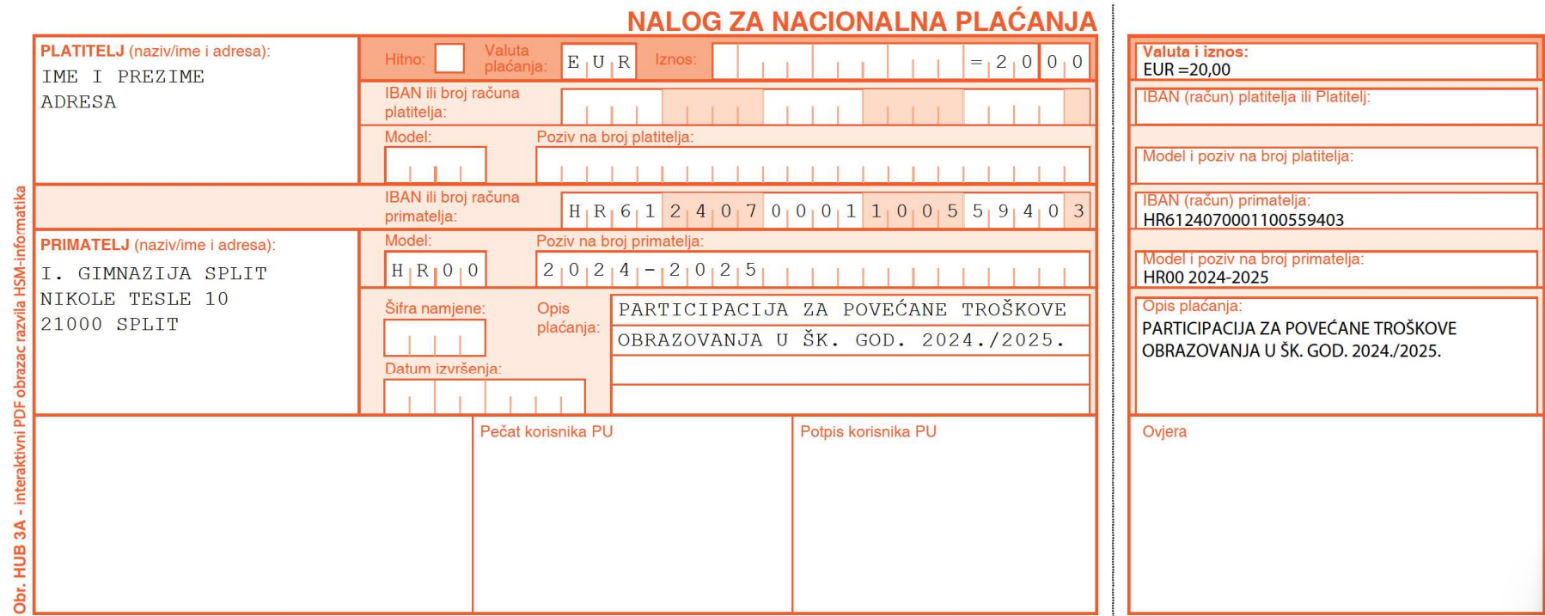 NALOG ZA NACIONALNA PLAĆANJA
PLATITELJ (naziv/ime i adresa):
IME I PREZIME
ADRESA
Hitno:
Valuta plaćanja:
EUR
Iznos:
=2000
IBAN ili broj računa platitelja:
Model:
Poziv na broj platitelja:
IBAN ili broj računa primatelja:
HR6124070001100559403
PRIMATELJ (naziv/ime i adresa):
I. GIMNAZIJA SPLIT
NIKOLE TESLE 10
21000 SPLIT
Model:
HR00
Poziv na broj primatelja:
2024-2025
Šifra namjene:
Opis plaćanja:
PARTICIPACIJA ZA POVEĆANE TROŠKOVE
OBRAZOVANJA U ŠK. GOD. 2024./2025.
Datum izvršenja:
Pečat korisnika PU
Potpis korisnika PU
Obr. HUB 3A - interaktivni PDF obrazac razvila HSM-informatika
Valuta i iznos:
EUR =20,00
IBAN (račun) platitelja ili Platitelj:
Model i poziv na broj platitelja:
IBAN (račun) primatelja:
HR6124070001100559403
Model i poziv na broj primatelja:
HR00 2024-2025
Opis plaćanja:
PARTICIPACIJA ZA POVEĆANE TROŠKOVE
OBRAZOVANJA U ŠK. GOD. 2024./2025.
Ovjera